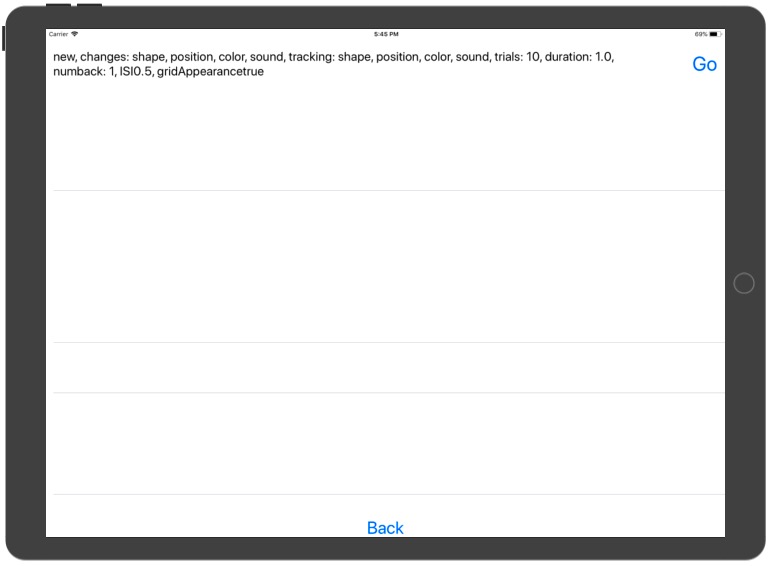 Carrier 5:45 PM 69%
new, changes: shape, position, color, sound, tracking: shape, position, color, sound, trials: 10, duration: 1.0,
numback: 1, ISI0.5, gridAppearancetrue
Go
Back